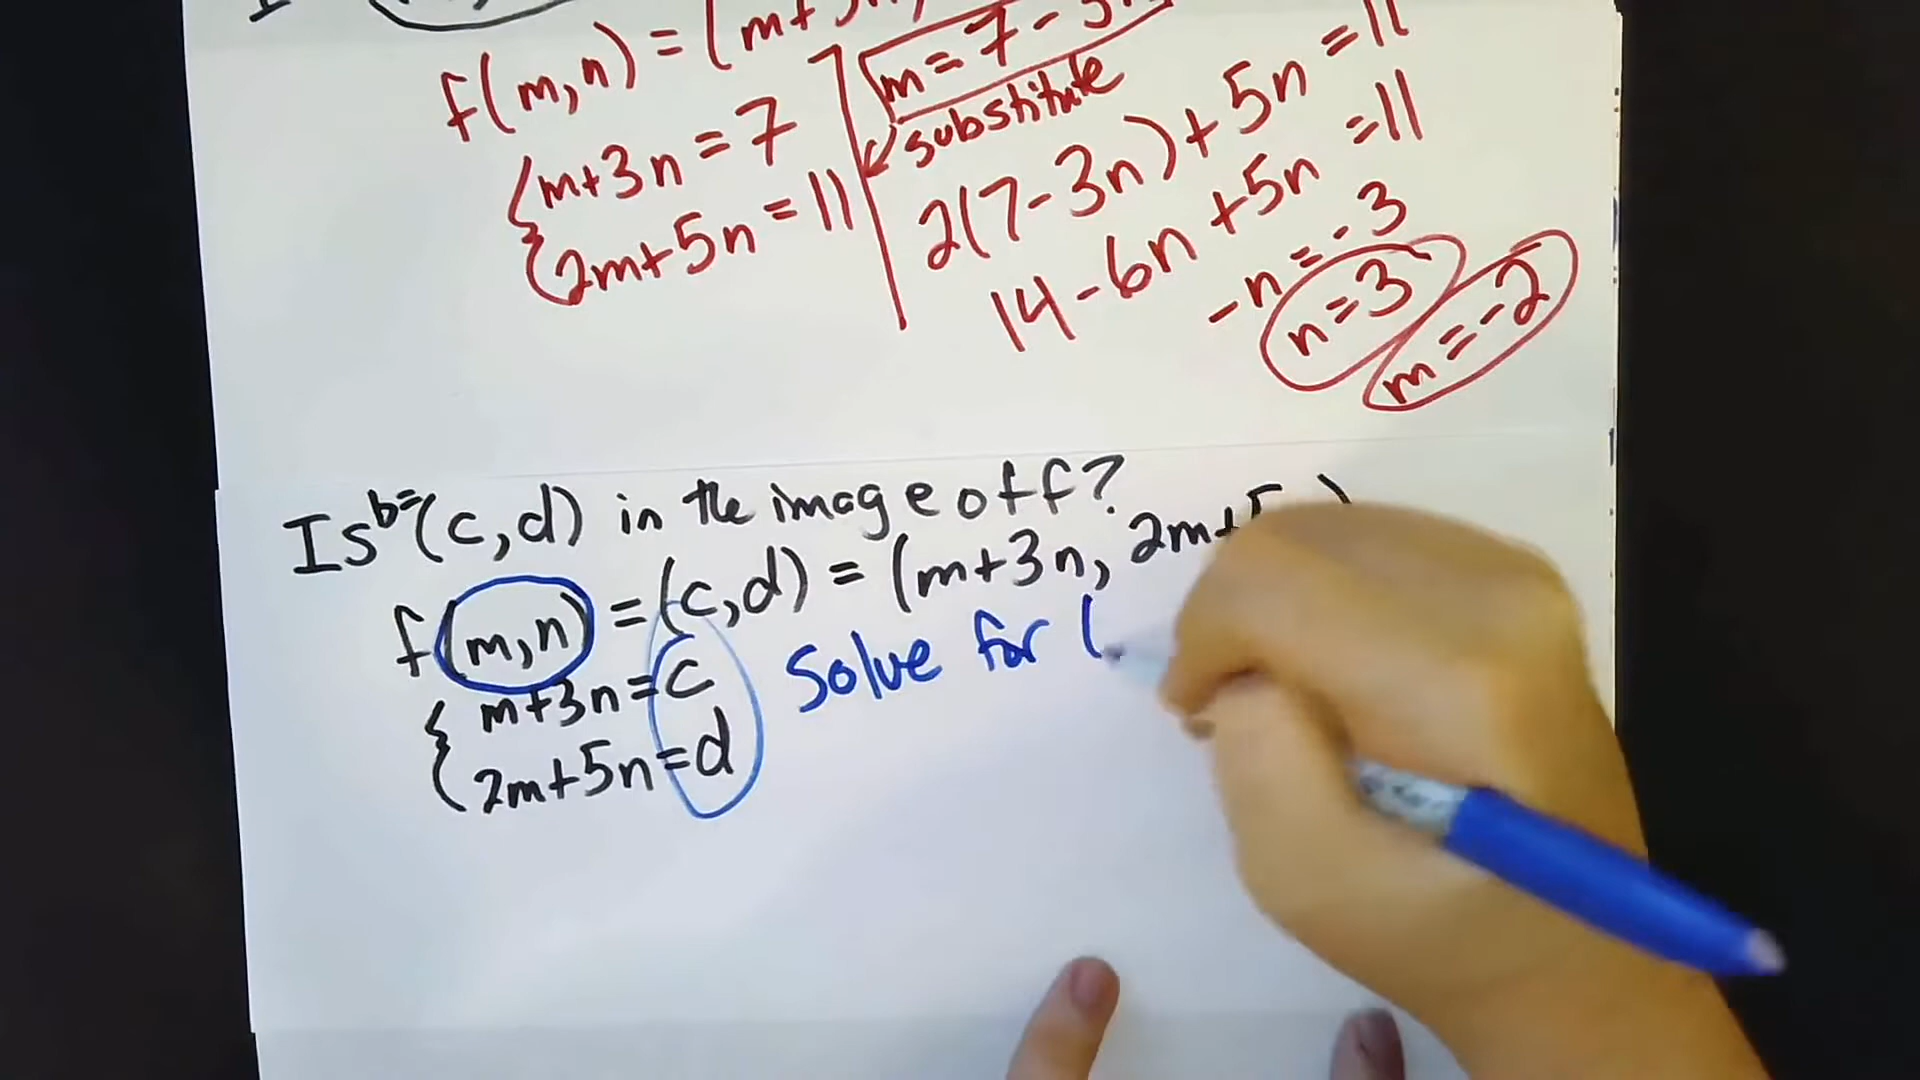 f(m,n) = (m+3n,
{m+3n = 7
2m+5n = 11
m = 7 - 3n
substitute
2(7-3n)+5n = 11
14-6n+5n = 11
-n = -3
n = 3
m = -2
Is b=(c,d) in the image of f?
f(m,n) = (c,d) = (m+3n, 2m+5
{ m+3n = c
2m+5n = d
Solve for (